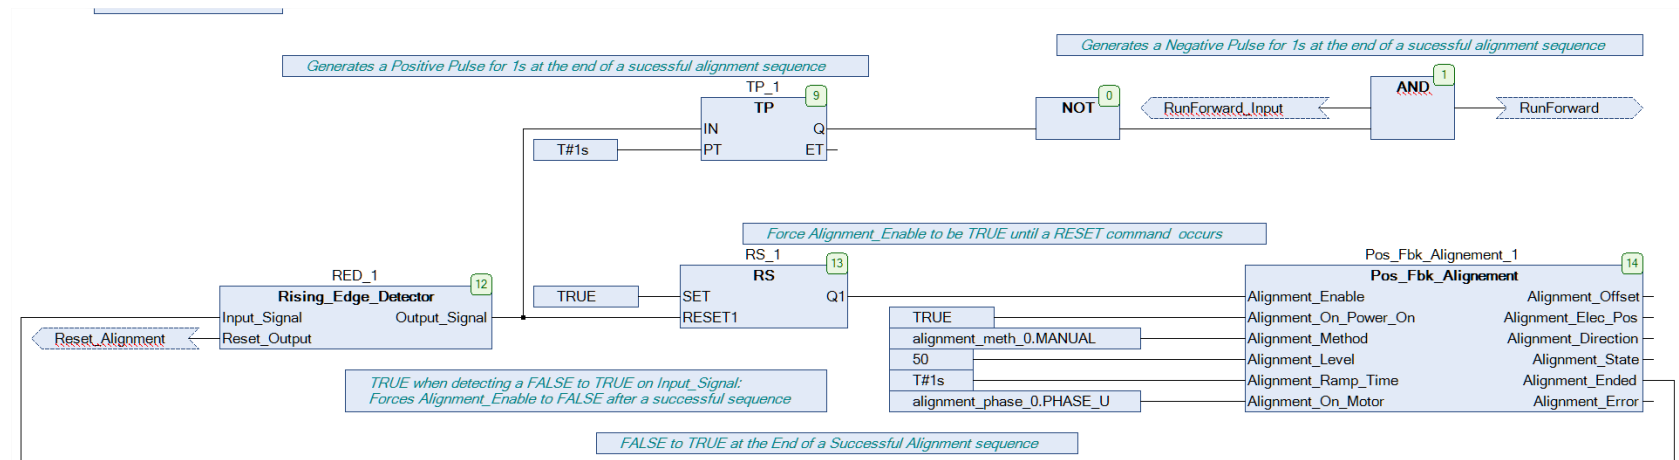 Generates a Negative Pulse for 1s at the end of a sucessful alignment sequence
Generates a Positive Pulse for 1s at the end of a sucessful alignment sequence
TP_1
9
TP
IN
Q
PT
ET
T#1s
0
NOT
RunForward_Input
1
AND
RunForward
Force Alignment_Enable to be TRUE until a RESET command occurs
RED_1
12
Rising_Edge_Detector
Input_Signal
Output_Signal
Reset_Output
Reset_Alignment
RS_1
13
RS
SET
Q1
RESET1
TRUE
Pos_Fbk_Alignement_1
14
Pos_Fbk_Alignement
Alignment_Enable
Alignment_Offset
TRUE
Alignment_On_Power_On
Alignment_Elec_Pos
alignment_meth_0.MANUAL
Alignment_Method
Alignment_Direction
50
Alignment_Level
Alignment_State
T#1s
Alignment_Ramp_Time
Alignment_Ended
alignment_phase_0.PHASE_U
Alignment_On_Motor
Alignment_Error
TRUE when detecting a FALSE to TRUE on Input_Signal:
Forces Alignment_Enable to FALSE after a successful sequence
FALSE to TRUE at the End of a Successful Alignment sequence